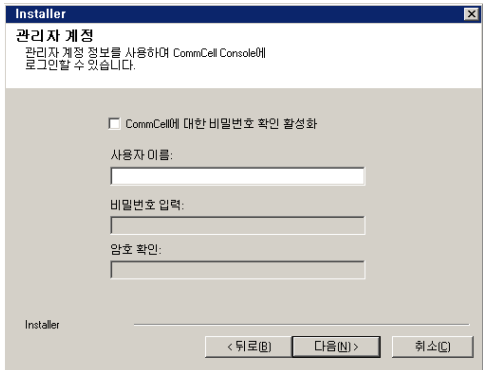 Installer
관리자 계정
관리자 계정 정보를 사용하여 CommCell Console에
로그인할 수 있습니다.
CommCell에 대한 비밀번호 확인 활성화
사용자 이름:
비밀번호 입력:
암호 확인:
Installer
< 뒤로(B)
다음(N) >
취소(C)